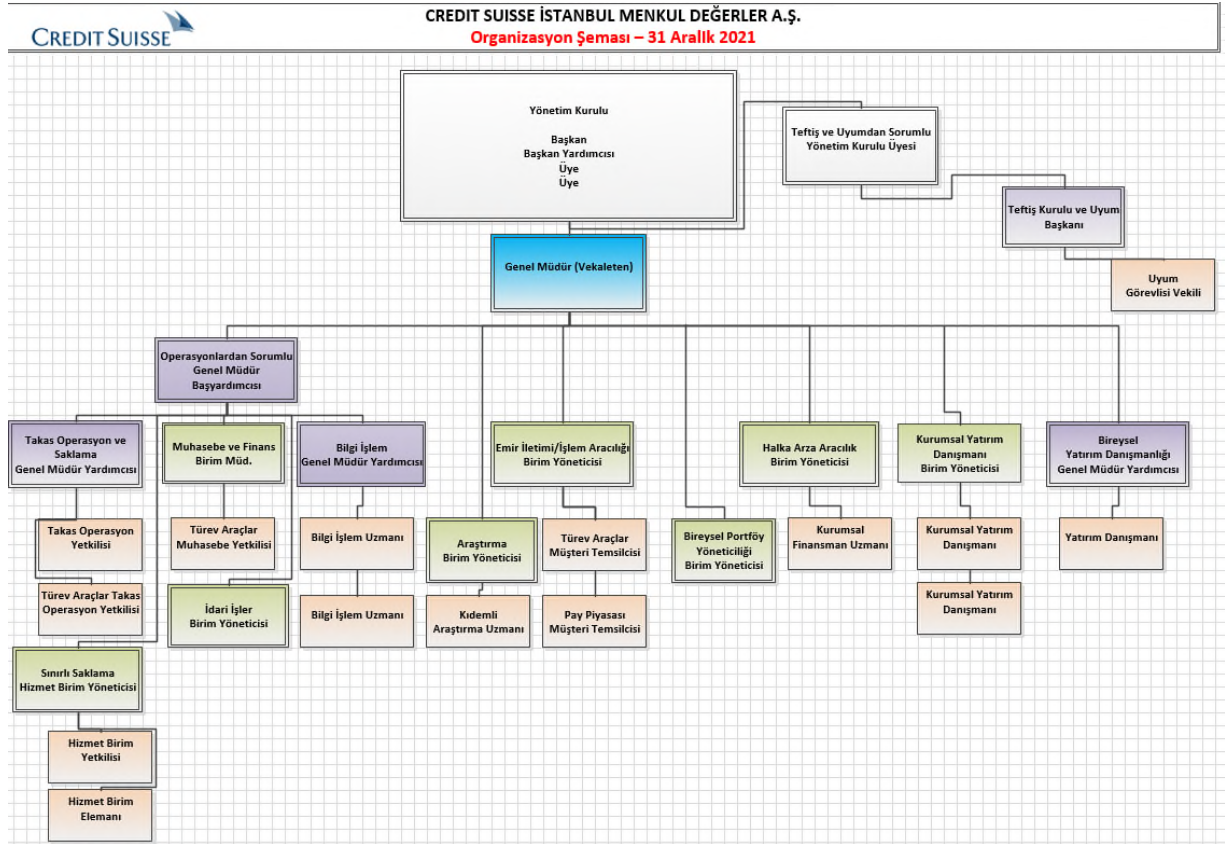 CREDIT SUISSE
CREDIT SUISSE İSTANBUL MENKUL DEĞERLER A.Ş.
Organizasyon Şeması – 31 Aralık 2021
Yönetim Kurulu
Başkan
Başkan Yardımcısı
Üye
Üye
Teftiş ve Uyumdan Sorumlu
Yönetim Kurulu Üyesi
Teftiş Kurulu ve Uyum
Başkanı
Uyum
Görevlisi Vekili
Genel Müdür (Vekaleten)
Operasyonlardan Sorumlu
Genel Müdür
Başyardımcısı
Takas Operasyon ve
Saklama
Genel Müdür Yardımcısı
Muhasebe ve Finans
Birim Müd.
Bilgi İşlem
Genel Müdür Yardımcısı
Emir İletimi/İşlem Aracılığı
Birim Yöneticisi
Halka Arza Aracılık
Birim Yöneticisi
Kurumsal Yatırım
Danışmanı
Birim Yöneticisi
Bireysel
Yatırım Danışmanlığı
Genel Müdür Yardımcısı
Takas Operasyon
Yetkilisi
Türev Araçlar
Muhasebe Yetkilisi
Bilgi İşlem Uzmanı
Araştırma
Birim Yöneticisi
Türev Araçlar
Müşteri Temsilcisi
Bireysel Portföy
Yöneticiliği
Birim Yöneticisi
Kurumsal
Finansman Uzmanı
Kurumsal Yatırım
Danışmanı
Yatırım Danışmanı
Türev Araçlar Takas
Operasyon Yetkilisi
İdari İşler
Birim Yöneticisi
Bilgi İşlem Uzmanı
Kıdemli
Araştırma Uzmanı
Pay Piyasası
Müşteri Temsilcisi
Kurumsal Yatırım
Danışmanı
Sınırlı Saklama
Hizmet Birim Yöneticisi
Hizmet Birim
Yetkilisi
Hizmet Birim
Elemanı